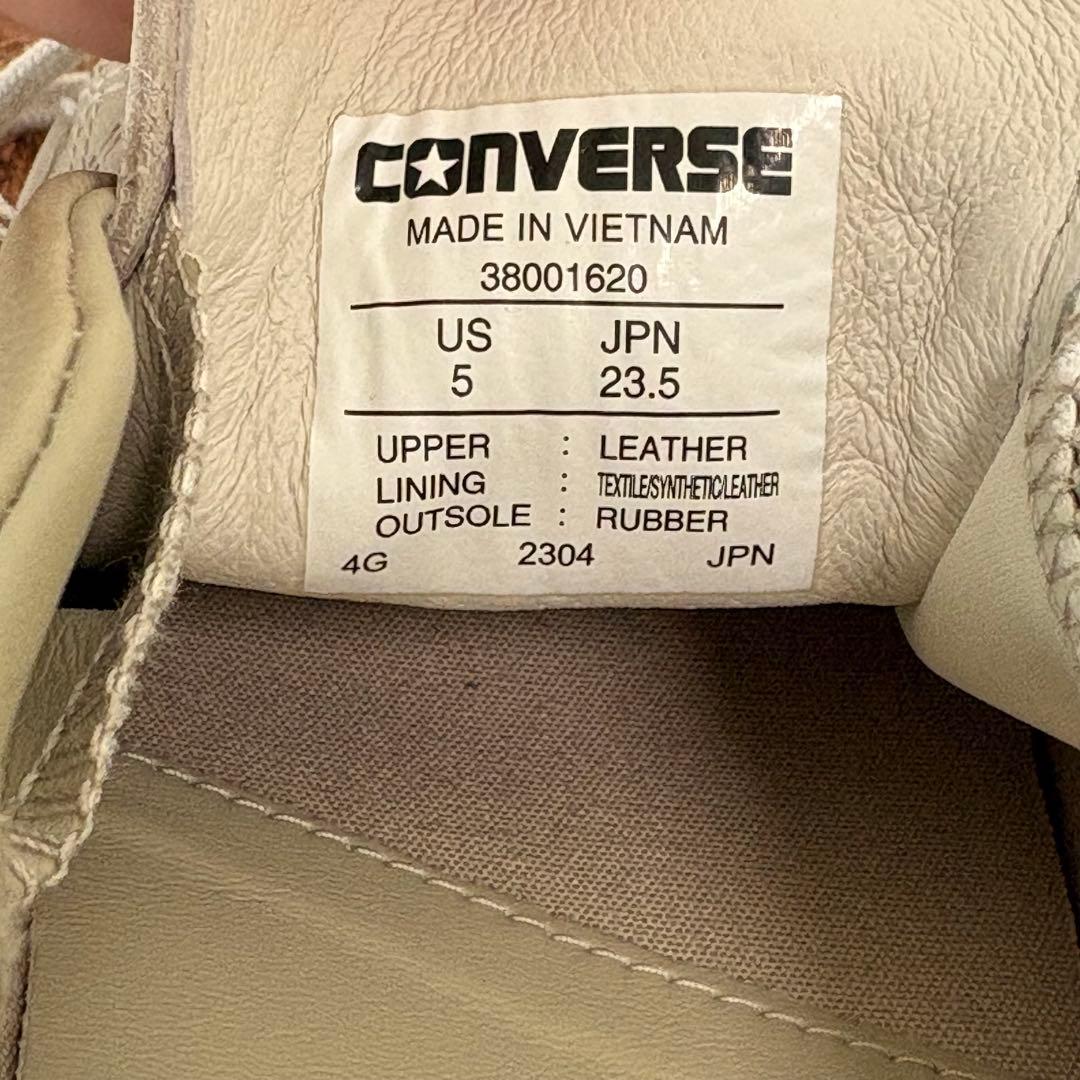 CONVERSE
MADE IN VIETNAM
38001620
US JPN
5 23.5
UPPER : LEATHER
LINING : TEXTILE/SYNTHETIC/LEATHER
OUTSOLE : RUBBER
4G 2304 JPN